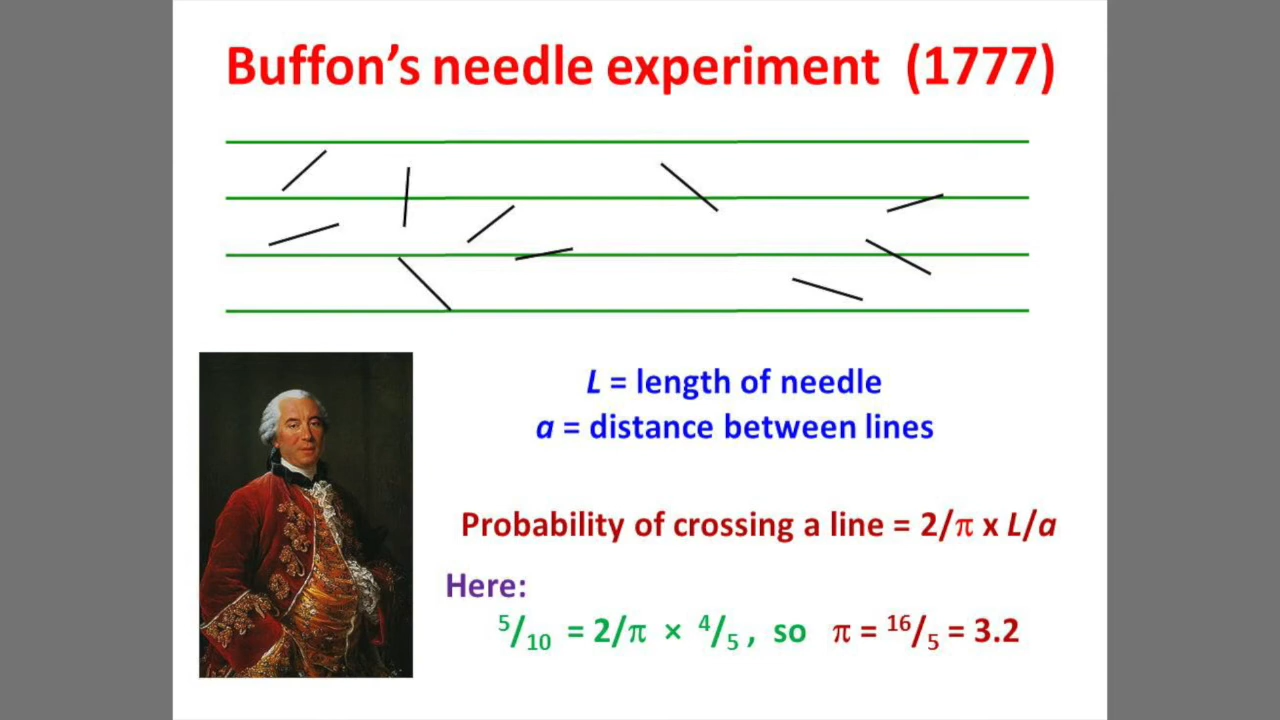 Buffon's needle experiment (1777)
L = length of needle
a = distance between lines
Probability of crossing a line = 2/π x L/a
Here:
5/10 = 2/π × 4/5 , so π = 16/5 = 3.2